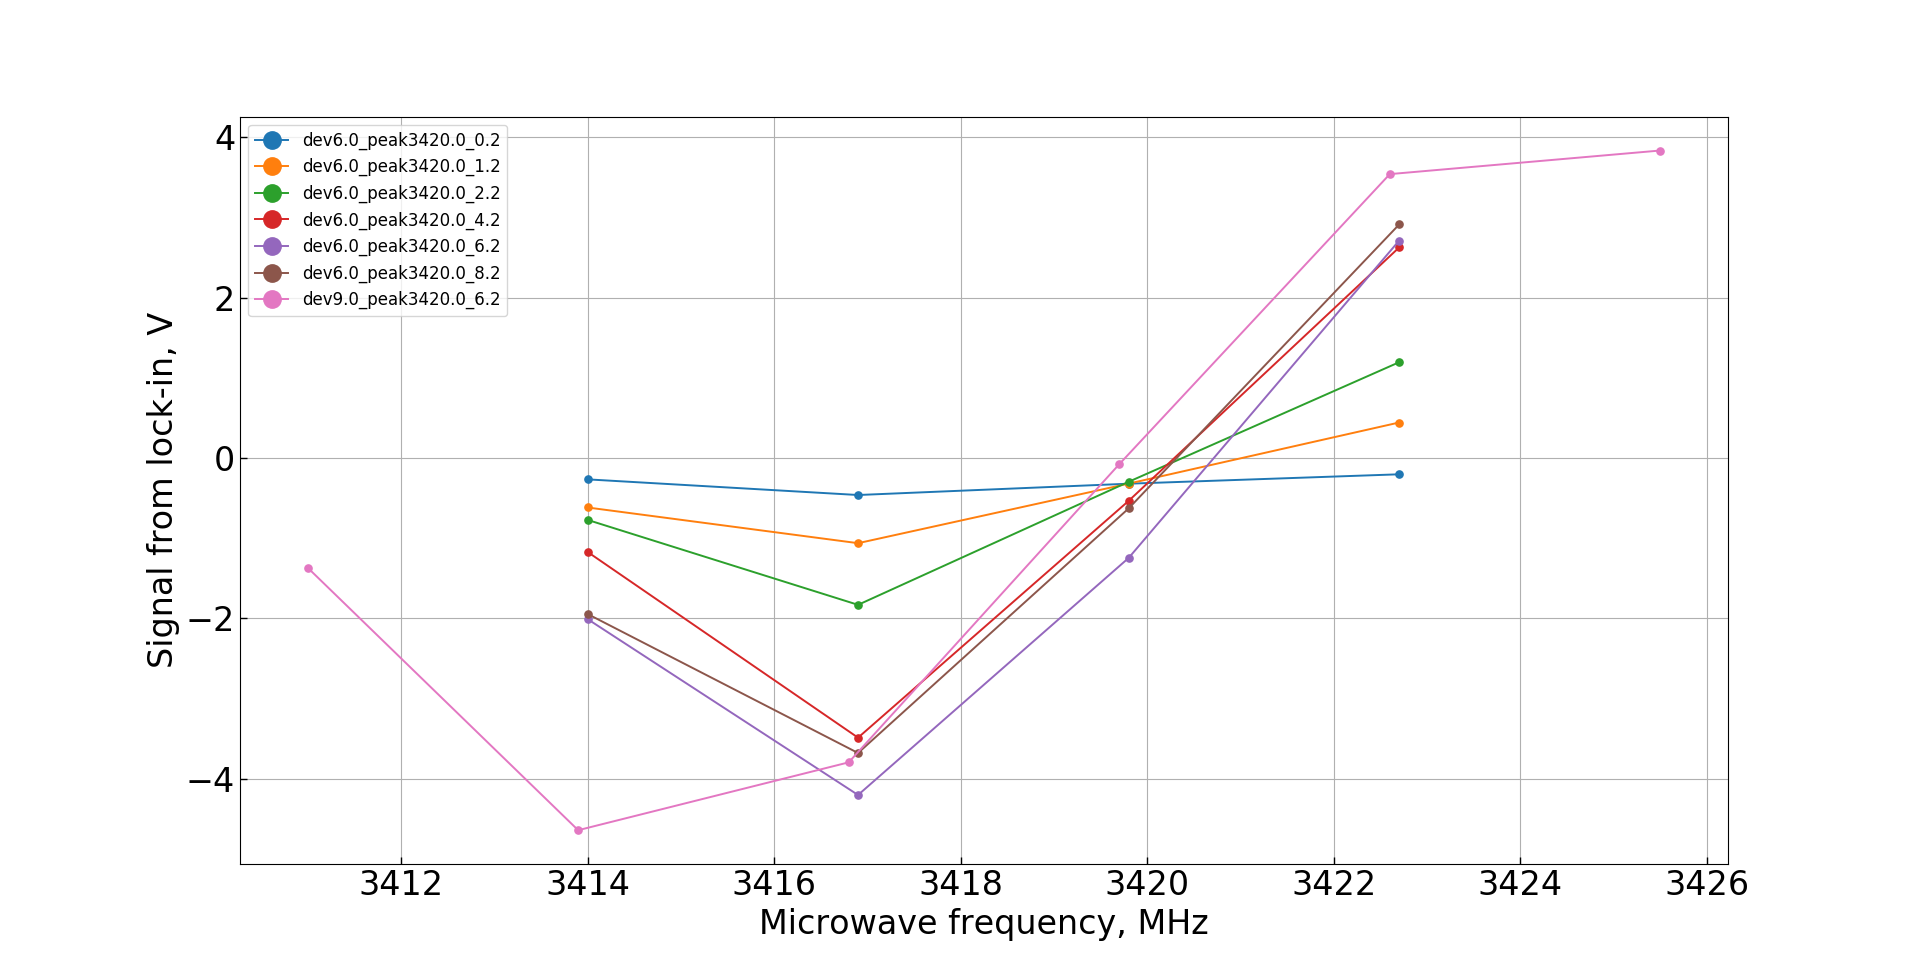 dev6.0_peak3420.0_0.2
dev6.0_peak3420.0_1.2
dev6.0_peak3420.0_2.2
dev6.0_peak3420.0_4.2
dev6.0_peak3420.0_6.2
dev6.0_peak3420.0_8.2
dev9.0_peak3420.0_6.2
4
2
0
−2
−4
Signal from lock-in, V
3412 3414 3416 3418 3420 3422 3424 3426
Microwave frequency, MHz